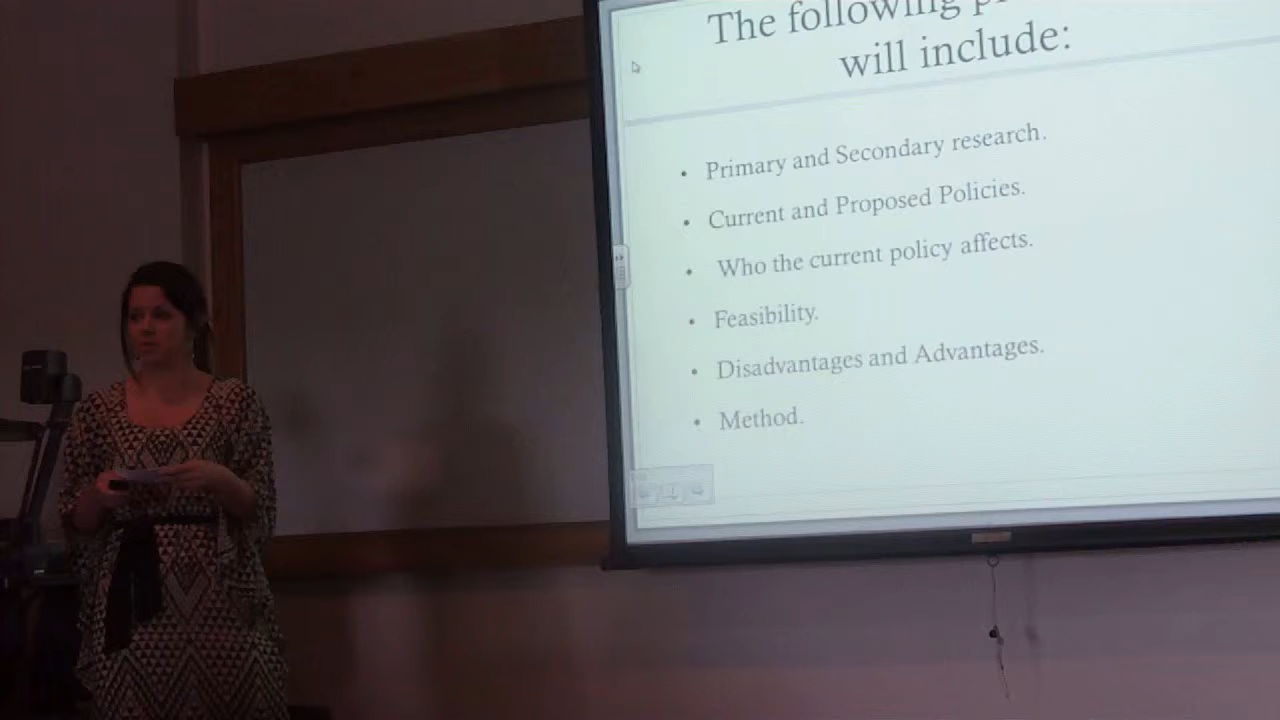 The following
will include:
• Primary and Secondary research.
• Current and Proposed Policies.
• Who the current policy affects.
• Feasibility.
• Disadvantages and Advantages.
• Method.